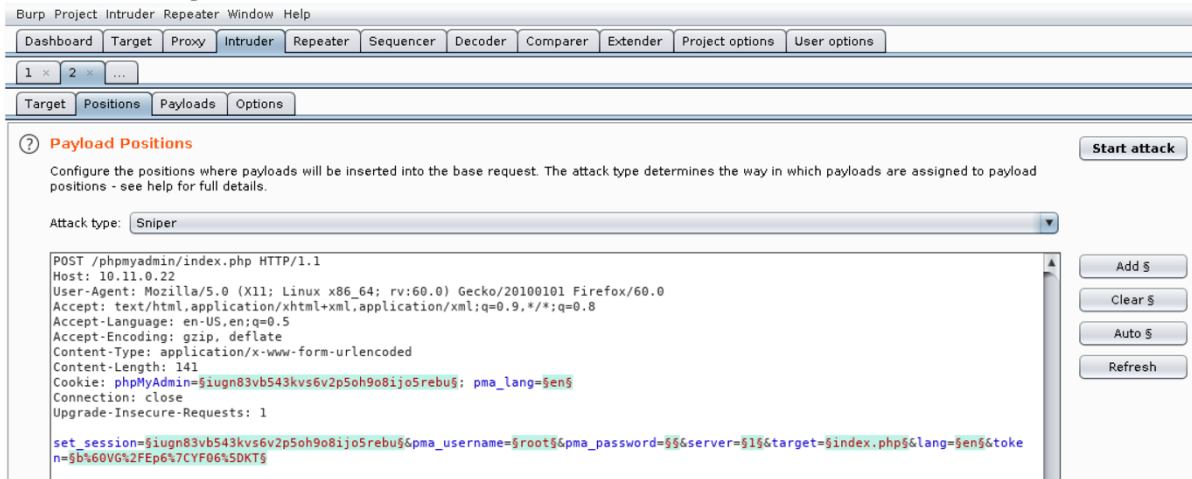 Burp Project Intruder Repeater Window Help
Dashboard Target Proxy Intruder Repeater Sequencer Decoder Comparer Extender Project options User options
1 × 2 × ...
Target Positions Payloads Options
? Payload Positions
Start attack
Configure the positions where payloads will be inserted into the base request. The attack type determines the way in which payloads are assigned to payload
positions - see help for full details.
Attack type: Sniper
POST /phpmyadmin/index.php HTTP/1.1
Host: 10.11.0.22
User-Agent: Mozilla/5.0 (X11; Linux x86_64; rv:60.0) Gecko/20100101 Firefox/60.0
Accept: text/html,application/xhtml+xml,application/xml;q=0.9,*/*;q=0.8
Accept-Language: en-US,en;q=0.5
Accept-Encoding: gzip, deflate
Content-Type: application/x-www-form-urlencoded
Content-Length: 141
Cookie: phpMyAdmin=§iugn83vb543kvs6v2p5oh9o8ijo5rebu§; pma_lang=§en§
Connection: close
Upgrade-Insecure-Requests: 1
set_session=§iugn83vb543kvs6v2p5oh9o8ijo5rebu§&pma_username=§root§&pma_password=§§&server=§1§&target=§index.php§&lang=§en§&toke
n=§b%60VG%2FEp6%7CYF06%5DKT§
Add §
Clear §
Auto §
Refresh